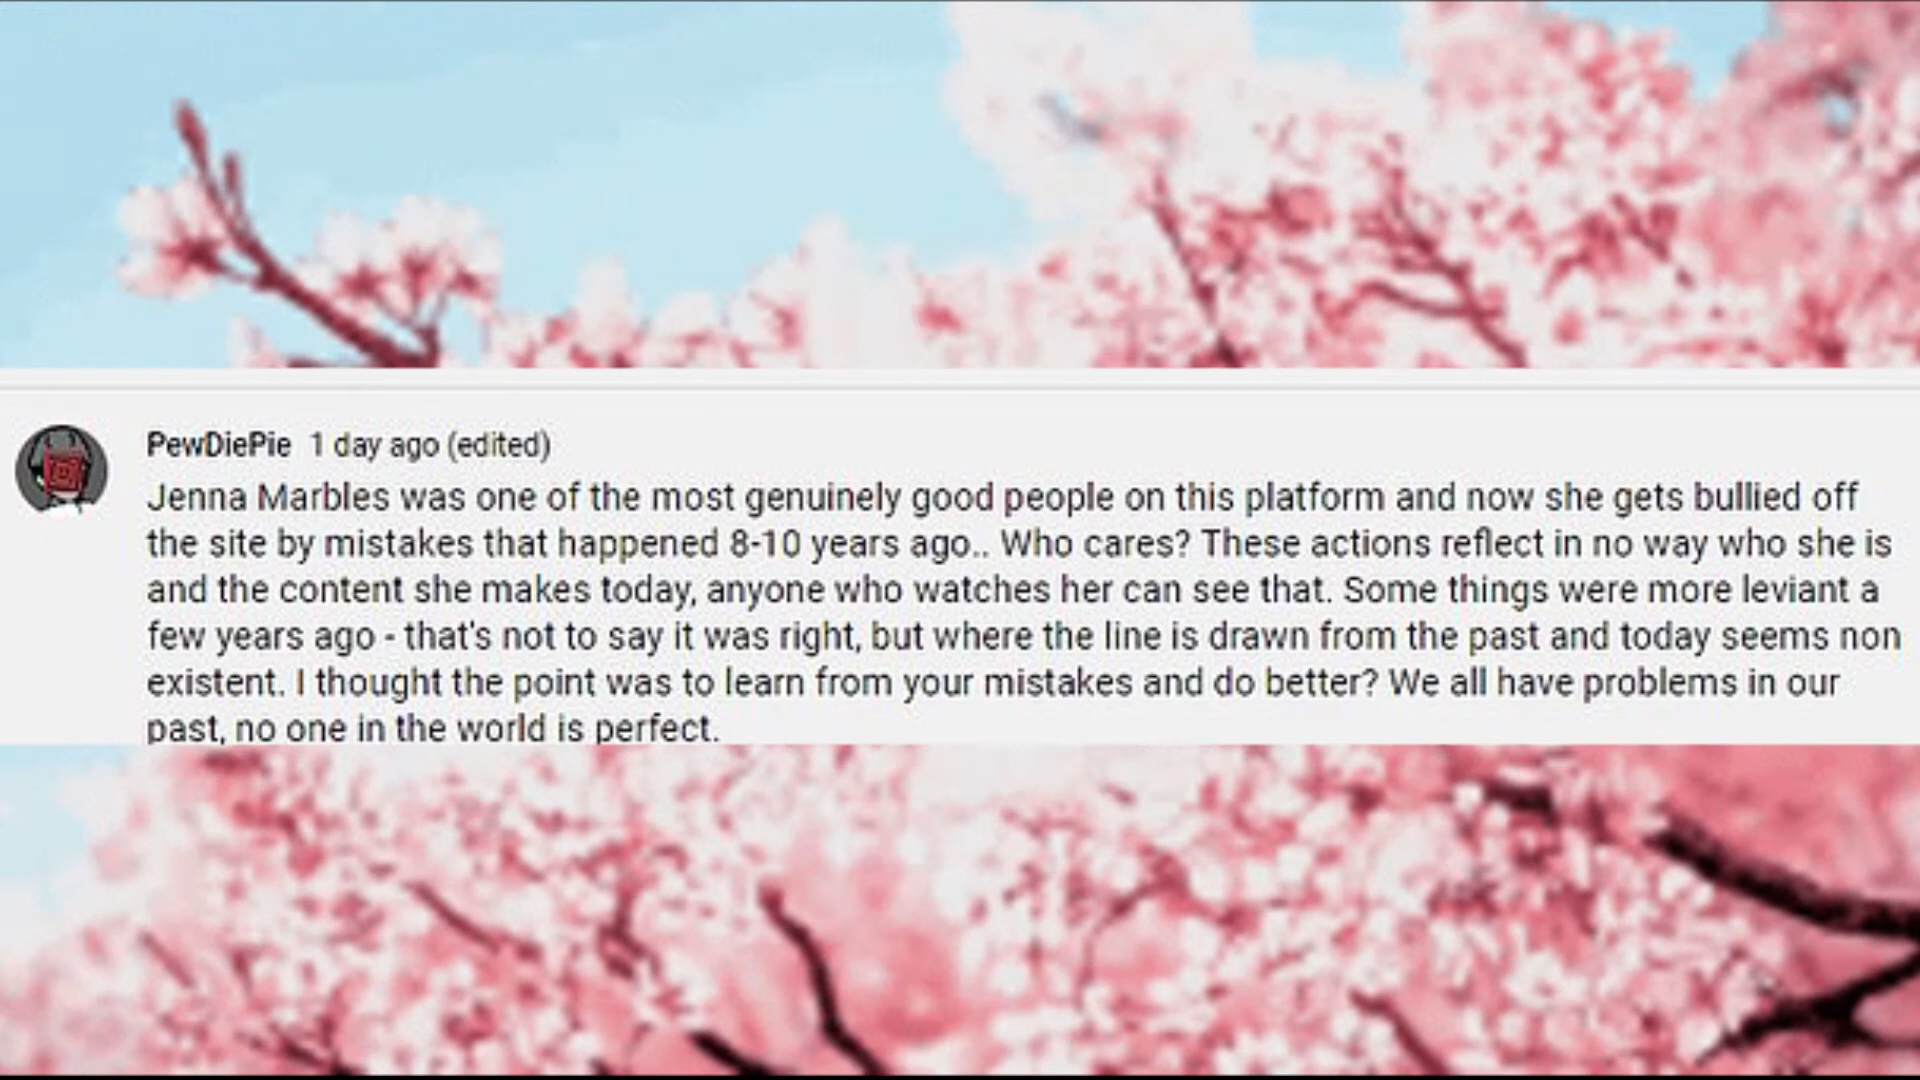 PewDiePie 1 day ago (edited)
Jenna Marbles was one of the most genuinely good people on this platform and now she gets bullied off
the site by mistakes that happened 8-10 years ago.. Who cares? These actions reflect in no way who she is
and the content she makes today, anyone who watches her can see that. Some things were more leviant a
few years ago - that's not to say it was right, but where the line is drawn from the past and today seems non
existent. I thought the point was to learn from your mistakes and do better? We all have problems in our
past, no one in the world is perfect.